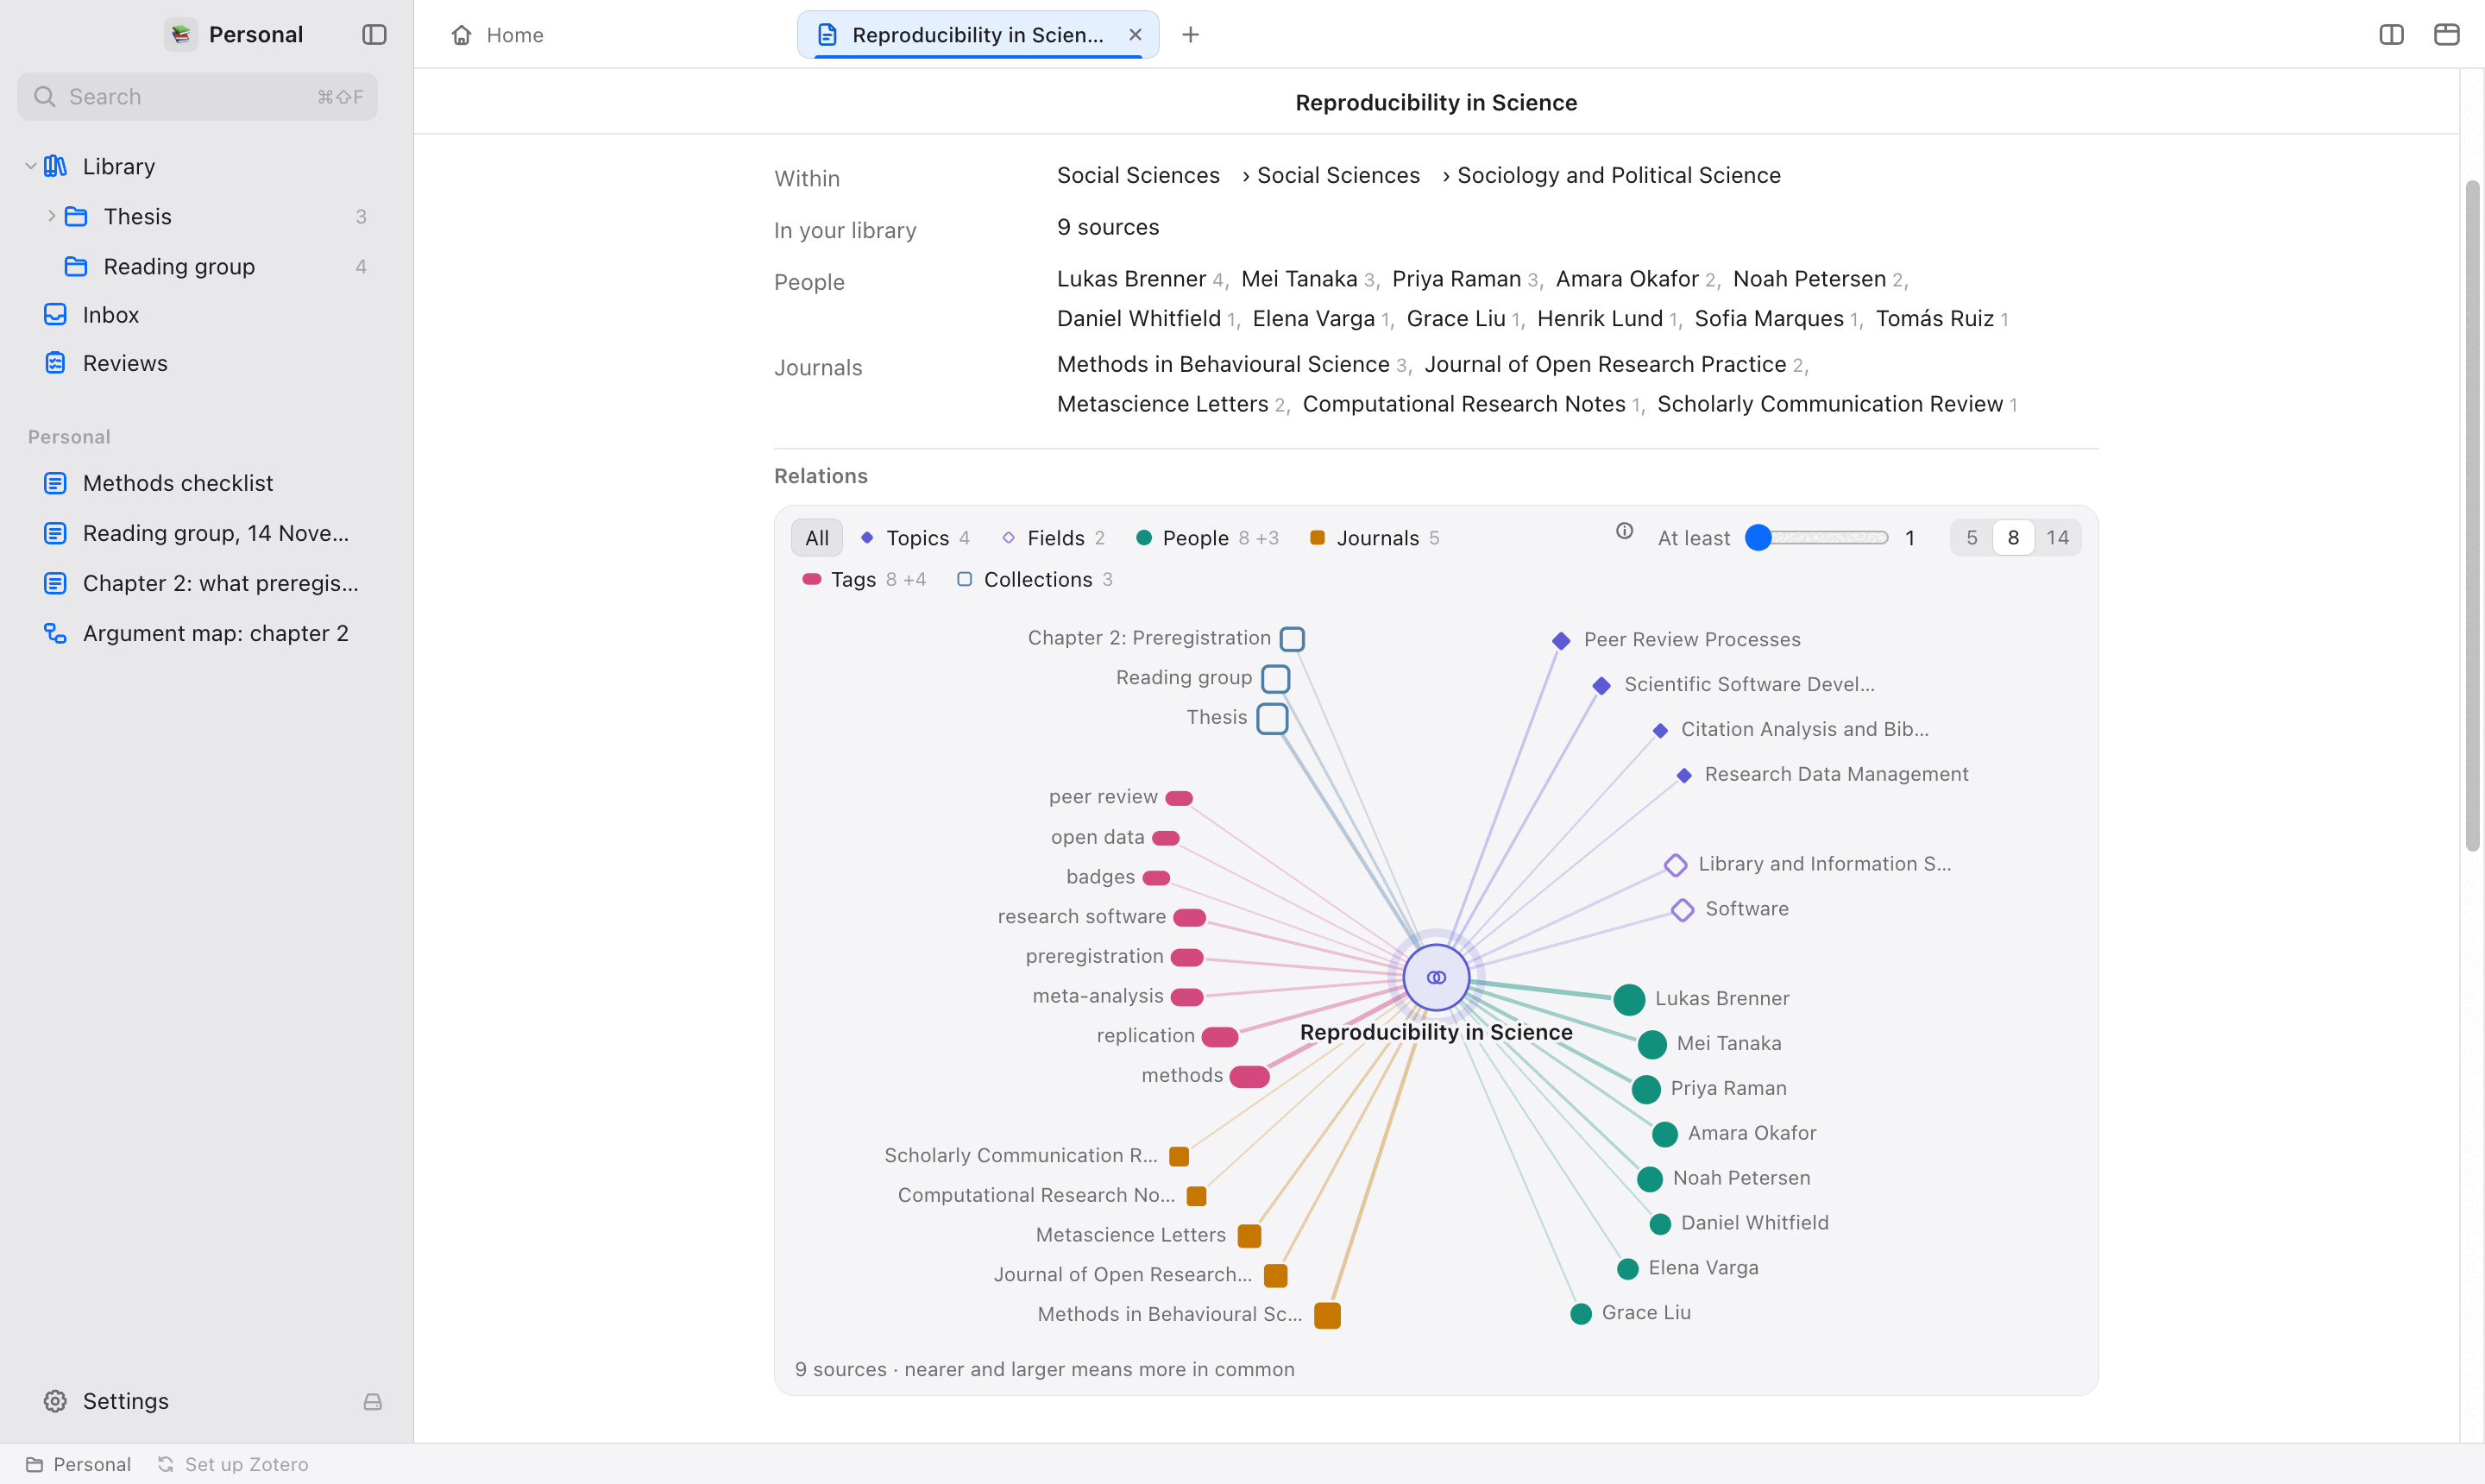 Personal
Search ⌘⇧F
Library
Thesis 3
Reading group 4
Inbox
Reviews
Personal
Methods checklist
Reading group, 14 Nove...
Chapter 2: what preregis...
Argument map: chapter 2
Settings
Personal
Set up Zotero
Home
Reproducibility in Scien...
Reproducibility in Science
Within
Social Sciences › Social Sciences › Sociology and Political Science
In your library
9 sources
People
Lukas Brenner 4, Mei Tanaka 3, Priya Raman 3, Amara Okafor 2, Noah Petersen 2,
Daniel Whitfield 1, Elena Varga 1, Grace Liu 1, Henrik Lund 1, Sofia Marques 1, Tomás Ruiz 1
Journals
Methods in Behavioural Science 3, Journal of Open Research Practice 2,
Metascience Letters 2, Computational Research Notes 1, Scholarly Communication Review 1
Relations
All Topics 4 Fields 2 People 8 +3 Journals 5
At least 1 5 8 14
Tags 8 +4 Collections 3
Chapter 2: Preregistration
Reading group
Thesis
peer review
open data
badges
research software
preregistration
meta-analysis
replication
methods
Scholarly Communication R...
Computational Research No...
Metascience Letters
Journal of Open Research...
Methods in Behavioural Sc...
Reproducibility in Science
Peer Review Processes
Scientific Software Devel...
Citation Analysis and Bib...
Research Data Management
Library and Information S...
Software
Lukas Brenner
Mei Tanaka
Priya Raman
Amara Okafor
Noah Petersen
Daniel Whitfield
Elena Varga
Grace Liu
9 sources · nearer and larger means more in common